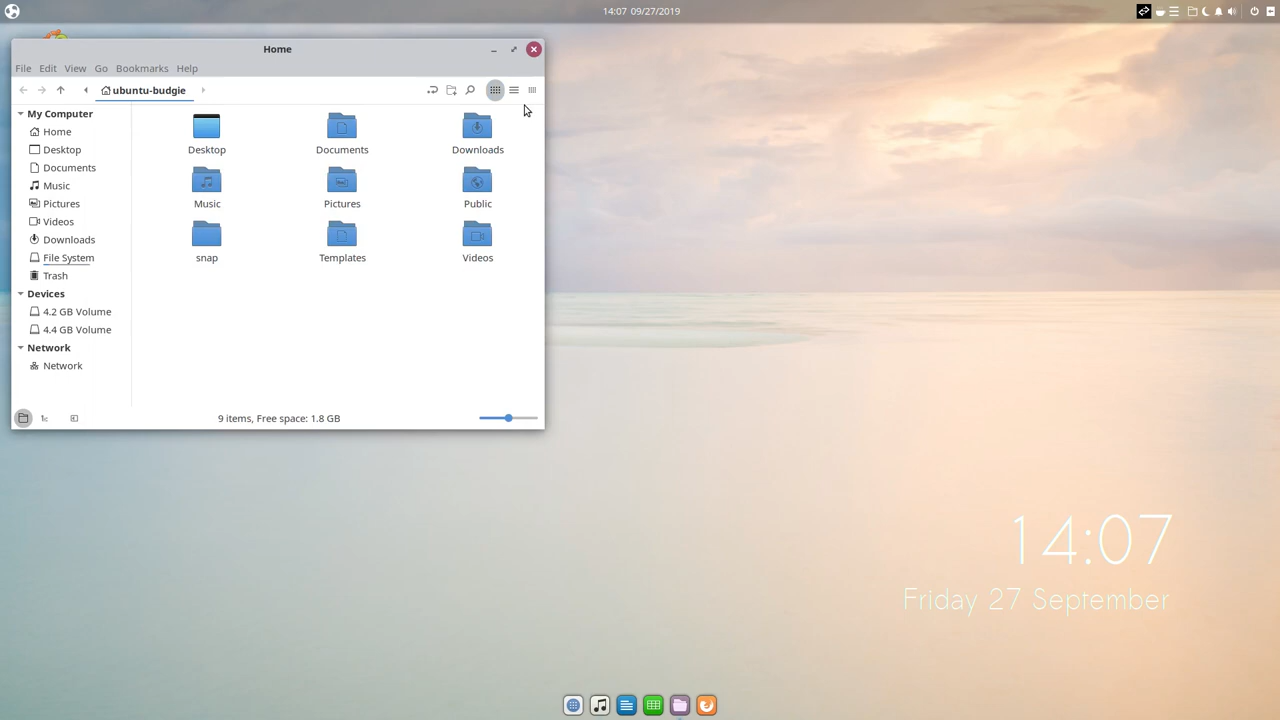 14:07 09/27/2019
Home
File Edit View Go Bookmarks Help
ubuntu-budgie
My Computer
Home
Desktop
Documents
Music
Pictures
Videos
Downloads
File System
Trash
Devices
4.2 GB Volume
4.4 GB Volume
Network
Network
Desktop Documents Downloads
Music Pictures Public
snap Templates Videos
9 items, Free space: 1.8 GB
14:07
Friday 27 September